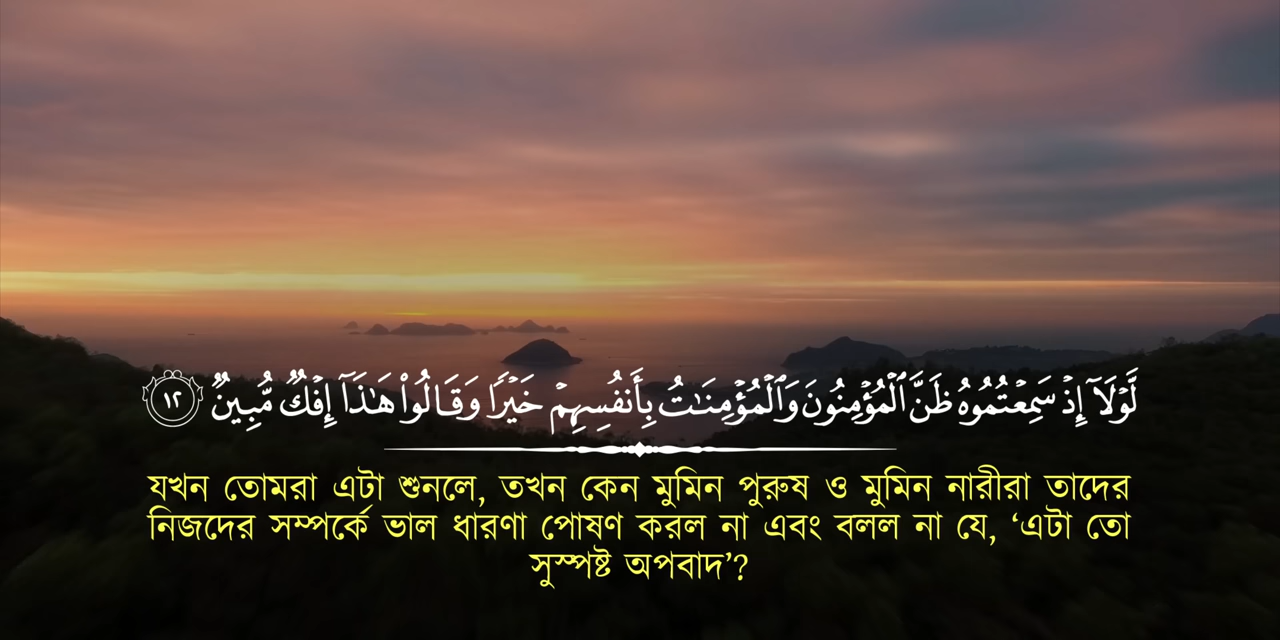 لَّوْلَآ إِذْ سَمِعْتُمُوهُ ظَنَّ ٱلْمُؤْمِنُونَ وَٱلْمُؤْمِنَٰتُ بِأَنفُسِهِمْ خَيْرًا وَقَالُوا۟ هَٰذَآ إِفْكٌ مُّبِينٌ ١٢
যখন তোমরা এটা শুনলে, তখন কেন মুমিন পুরুষ ও মুমিন নারীরা তাদের
নিজদের সম্পর্কে ভাল ধারণা পোষণ করল না এবং বলল না যে, ‘এটা তো
সুস্পষ্ট অপবাদ’?